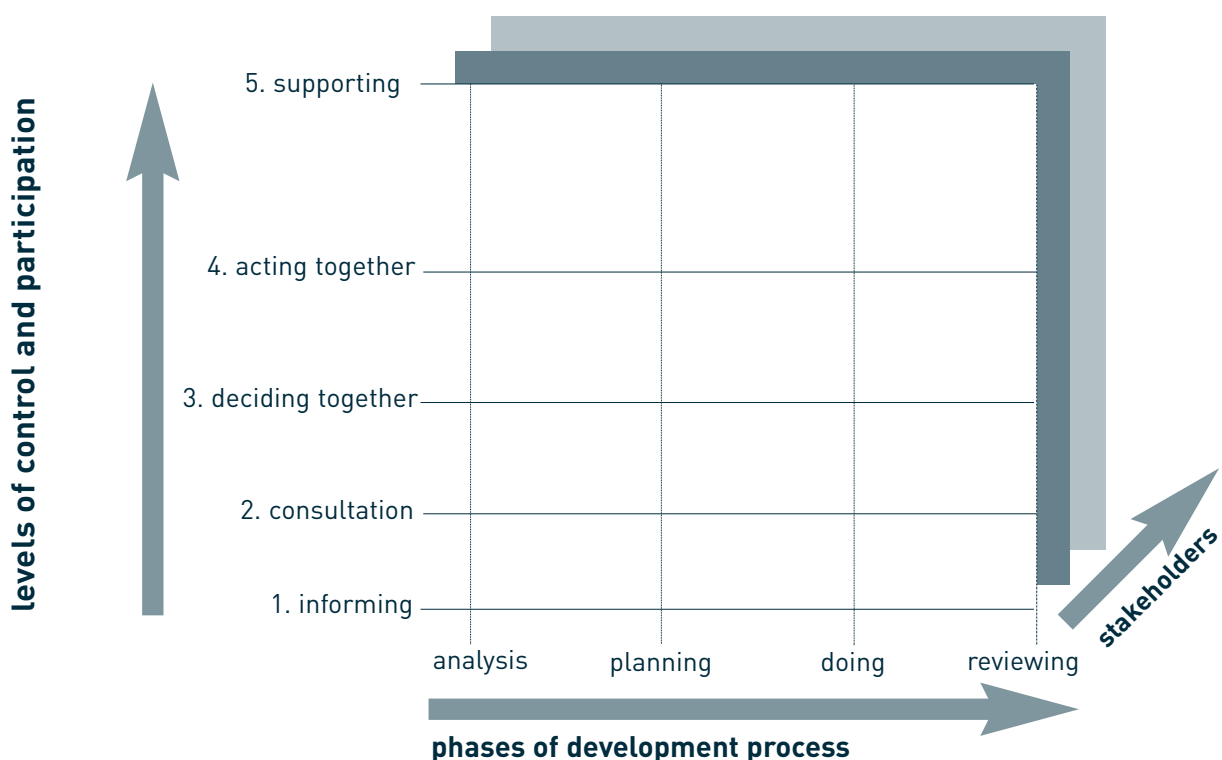 levels of control and participation
5. supporting
4. acting together
3. deciding together
2. consultation
1. informing
analysis
planning
doing
reviewing
phases of development process
stakeholders